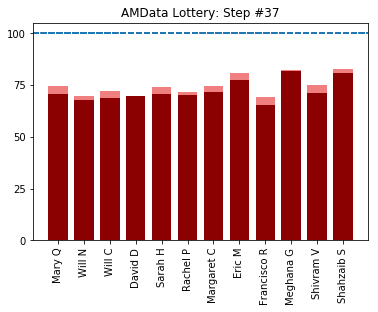 AMData Lottery: Step #37
100
75
50
25
0
Mary Q
Will N
Will C
David D
Sarah H
Rachel P
Margaret C
Eric M
Francisco R
Meghana G
Shivram V
Shahzaib S